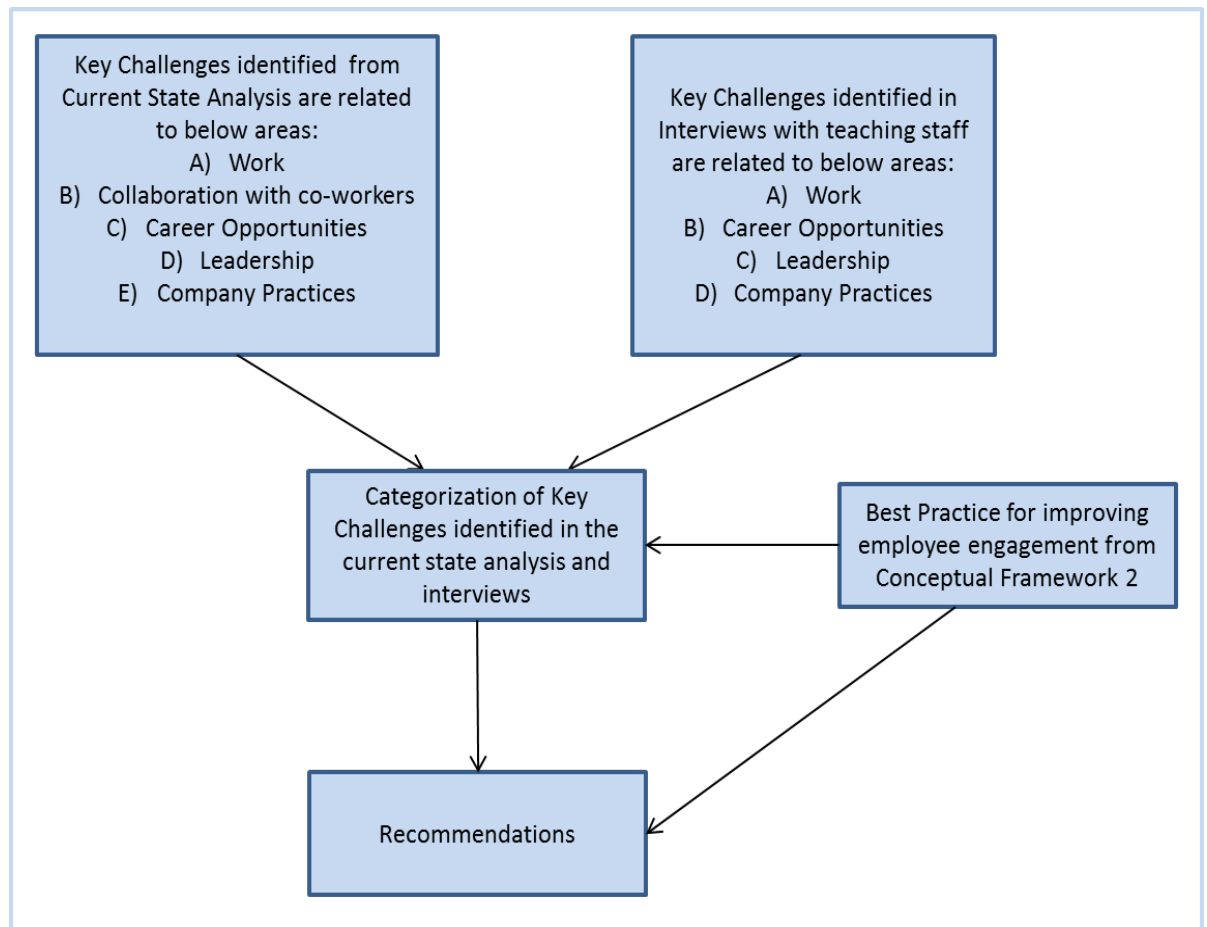 Key Challenges identified from
Current State Analysis are related
to below areas:
A) Work
B) Collaboration with co-workers
C) Career Opportunities
D) Leadership
E) Company Practices
Key Challenges identified in
Interviews with teaching staff
are related to below areas:
A) Work
B) Career Opportunities
C) Leadership
D) Company Practices
Categorization of Key
Challenges identified in the
current state analysis and
interviews
Best Practice for improving
employee engagement from
Conceptual Framework 2
Recommendations